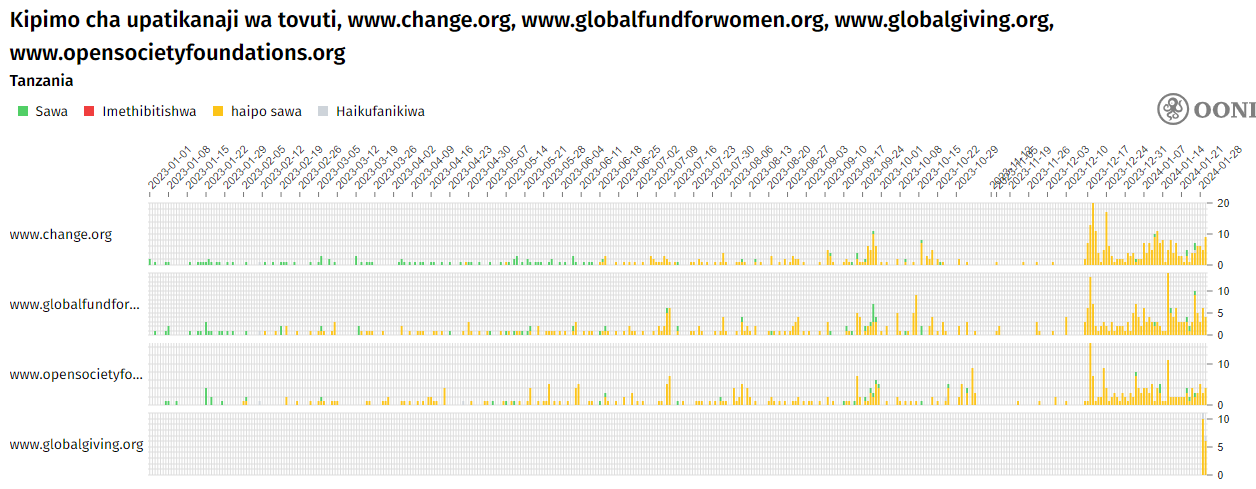 Kipimo cha upatikanaji wa tovuti, www.change.org, www.globalfundforwomen.org, www.globalgiving.org,
www.opensocietyfoundations.org
Tanzania
Sawa Imethibitishwa haipo sawa Haikufanikiwa
OONI
2023-01-01 2023-01-08 2023-01-15 2023-01-22 2023-01-29 2023-02-05 2023-02-12 2023-02-19 2023-02-26 2023-03-05 2023-03-12 2023-03-19 2023-03-26 2023-04-02 2023-04-09 2023-04-16 2023-04-23 2023-04-30 2023-05-07 2023-05-14 2023-05-21 2023-05-28 2023-06-04 2023-06-11 2023-06-18 2023-06-25 2023-07-02 2023-07-09 2023-07-16 2023-07-23 2023-07-30 2023-08-06 2023-08-13 2023-08-20 2023-08-27 2023-09-03 2023-09-10 2023-09-17 2023-09-24 2023-10-01 2023-10-08 2023-10-15 2023-10-22 2023-10-29 2023-11-19 2023-11-26 2023-12-03 2023-12-10 2023-12-17 2023-12-24 2023-12-31 2024-01-07 2024-01-14 2024-01-21 2024-01-28
www.change.org 20 10 0
www.globalfundfor... 10 5 0
www.opensocietyfo... 10 0
www.globalgiving.org 10 5 0